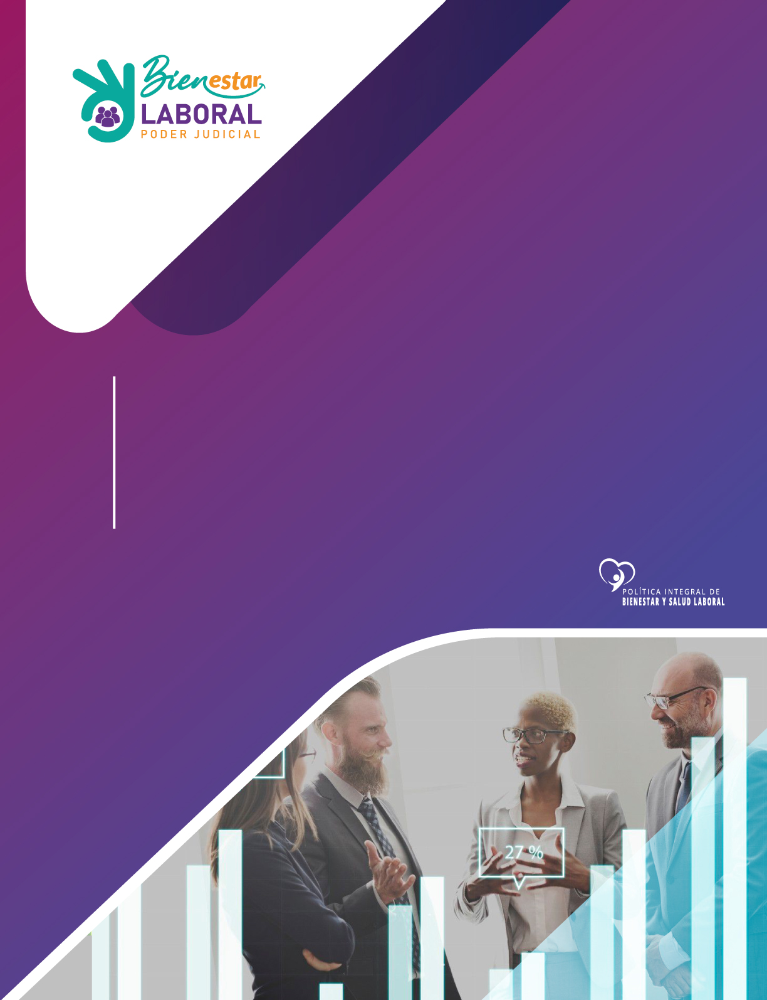 Bienestar
LABORAL
PODER JUDICIAL
POLÍTICA INTEGRAL DE
BIENESTAR Y SALUD LABORAL
27 %